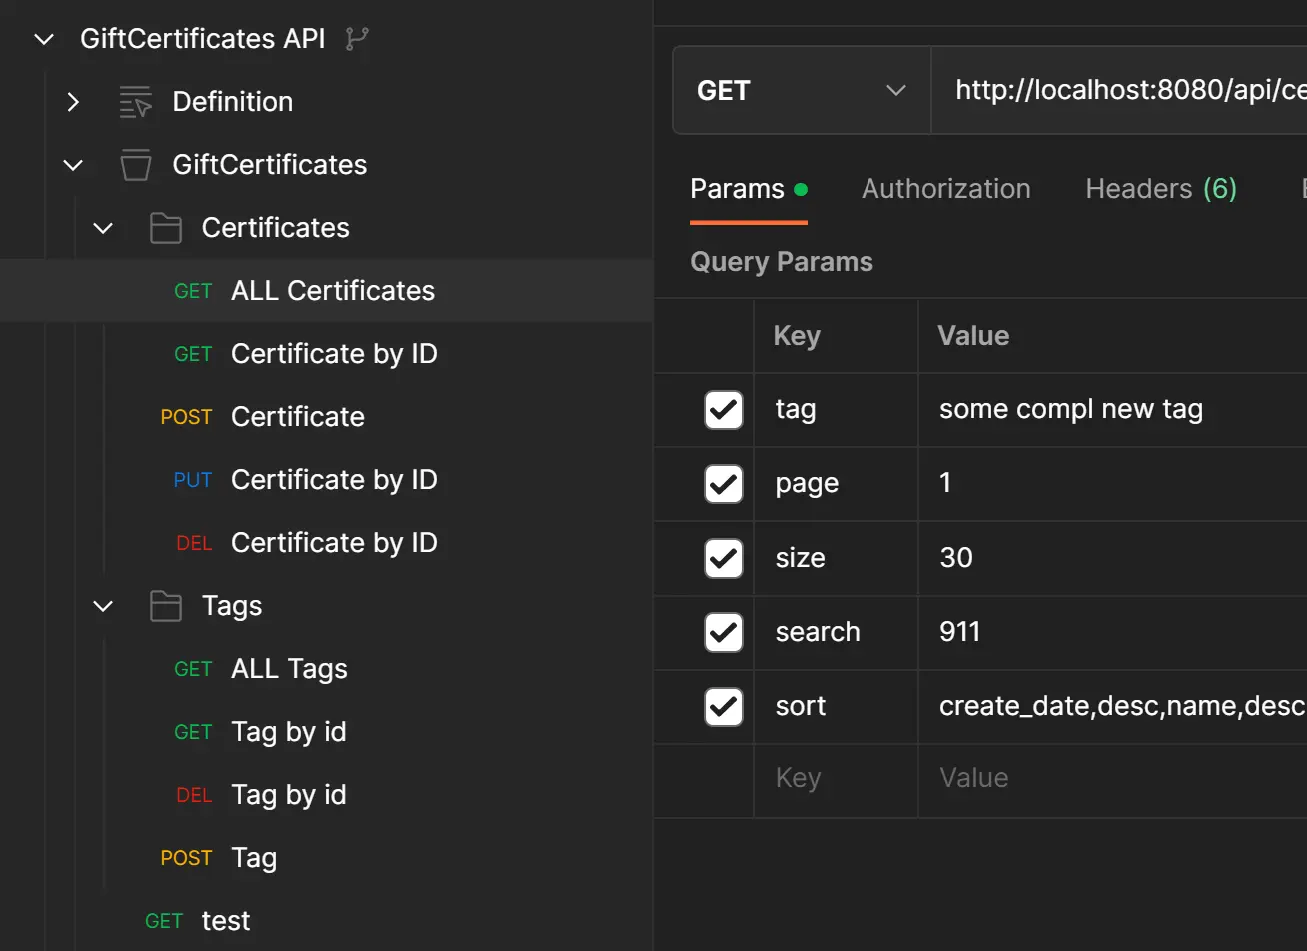 GiftCertificates API
Definition
GiftCertificates
Certificates
GET ALL Certificates
GET Certificate by ID
POST Certificate
PUT Certificate by ID
DEL Certificate by ID
Tags
GET ALL Tags
GET Tag by id
DEL Tag by id
POST Tag
GET test
GET http://localhost:8080/api/ce
Params Authorization Headers (6)
Query Params
Key Value
tag some compl new tag
page 1
size 30
search 911
sort create_date,desc,name,desc
Key Value